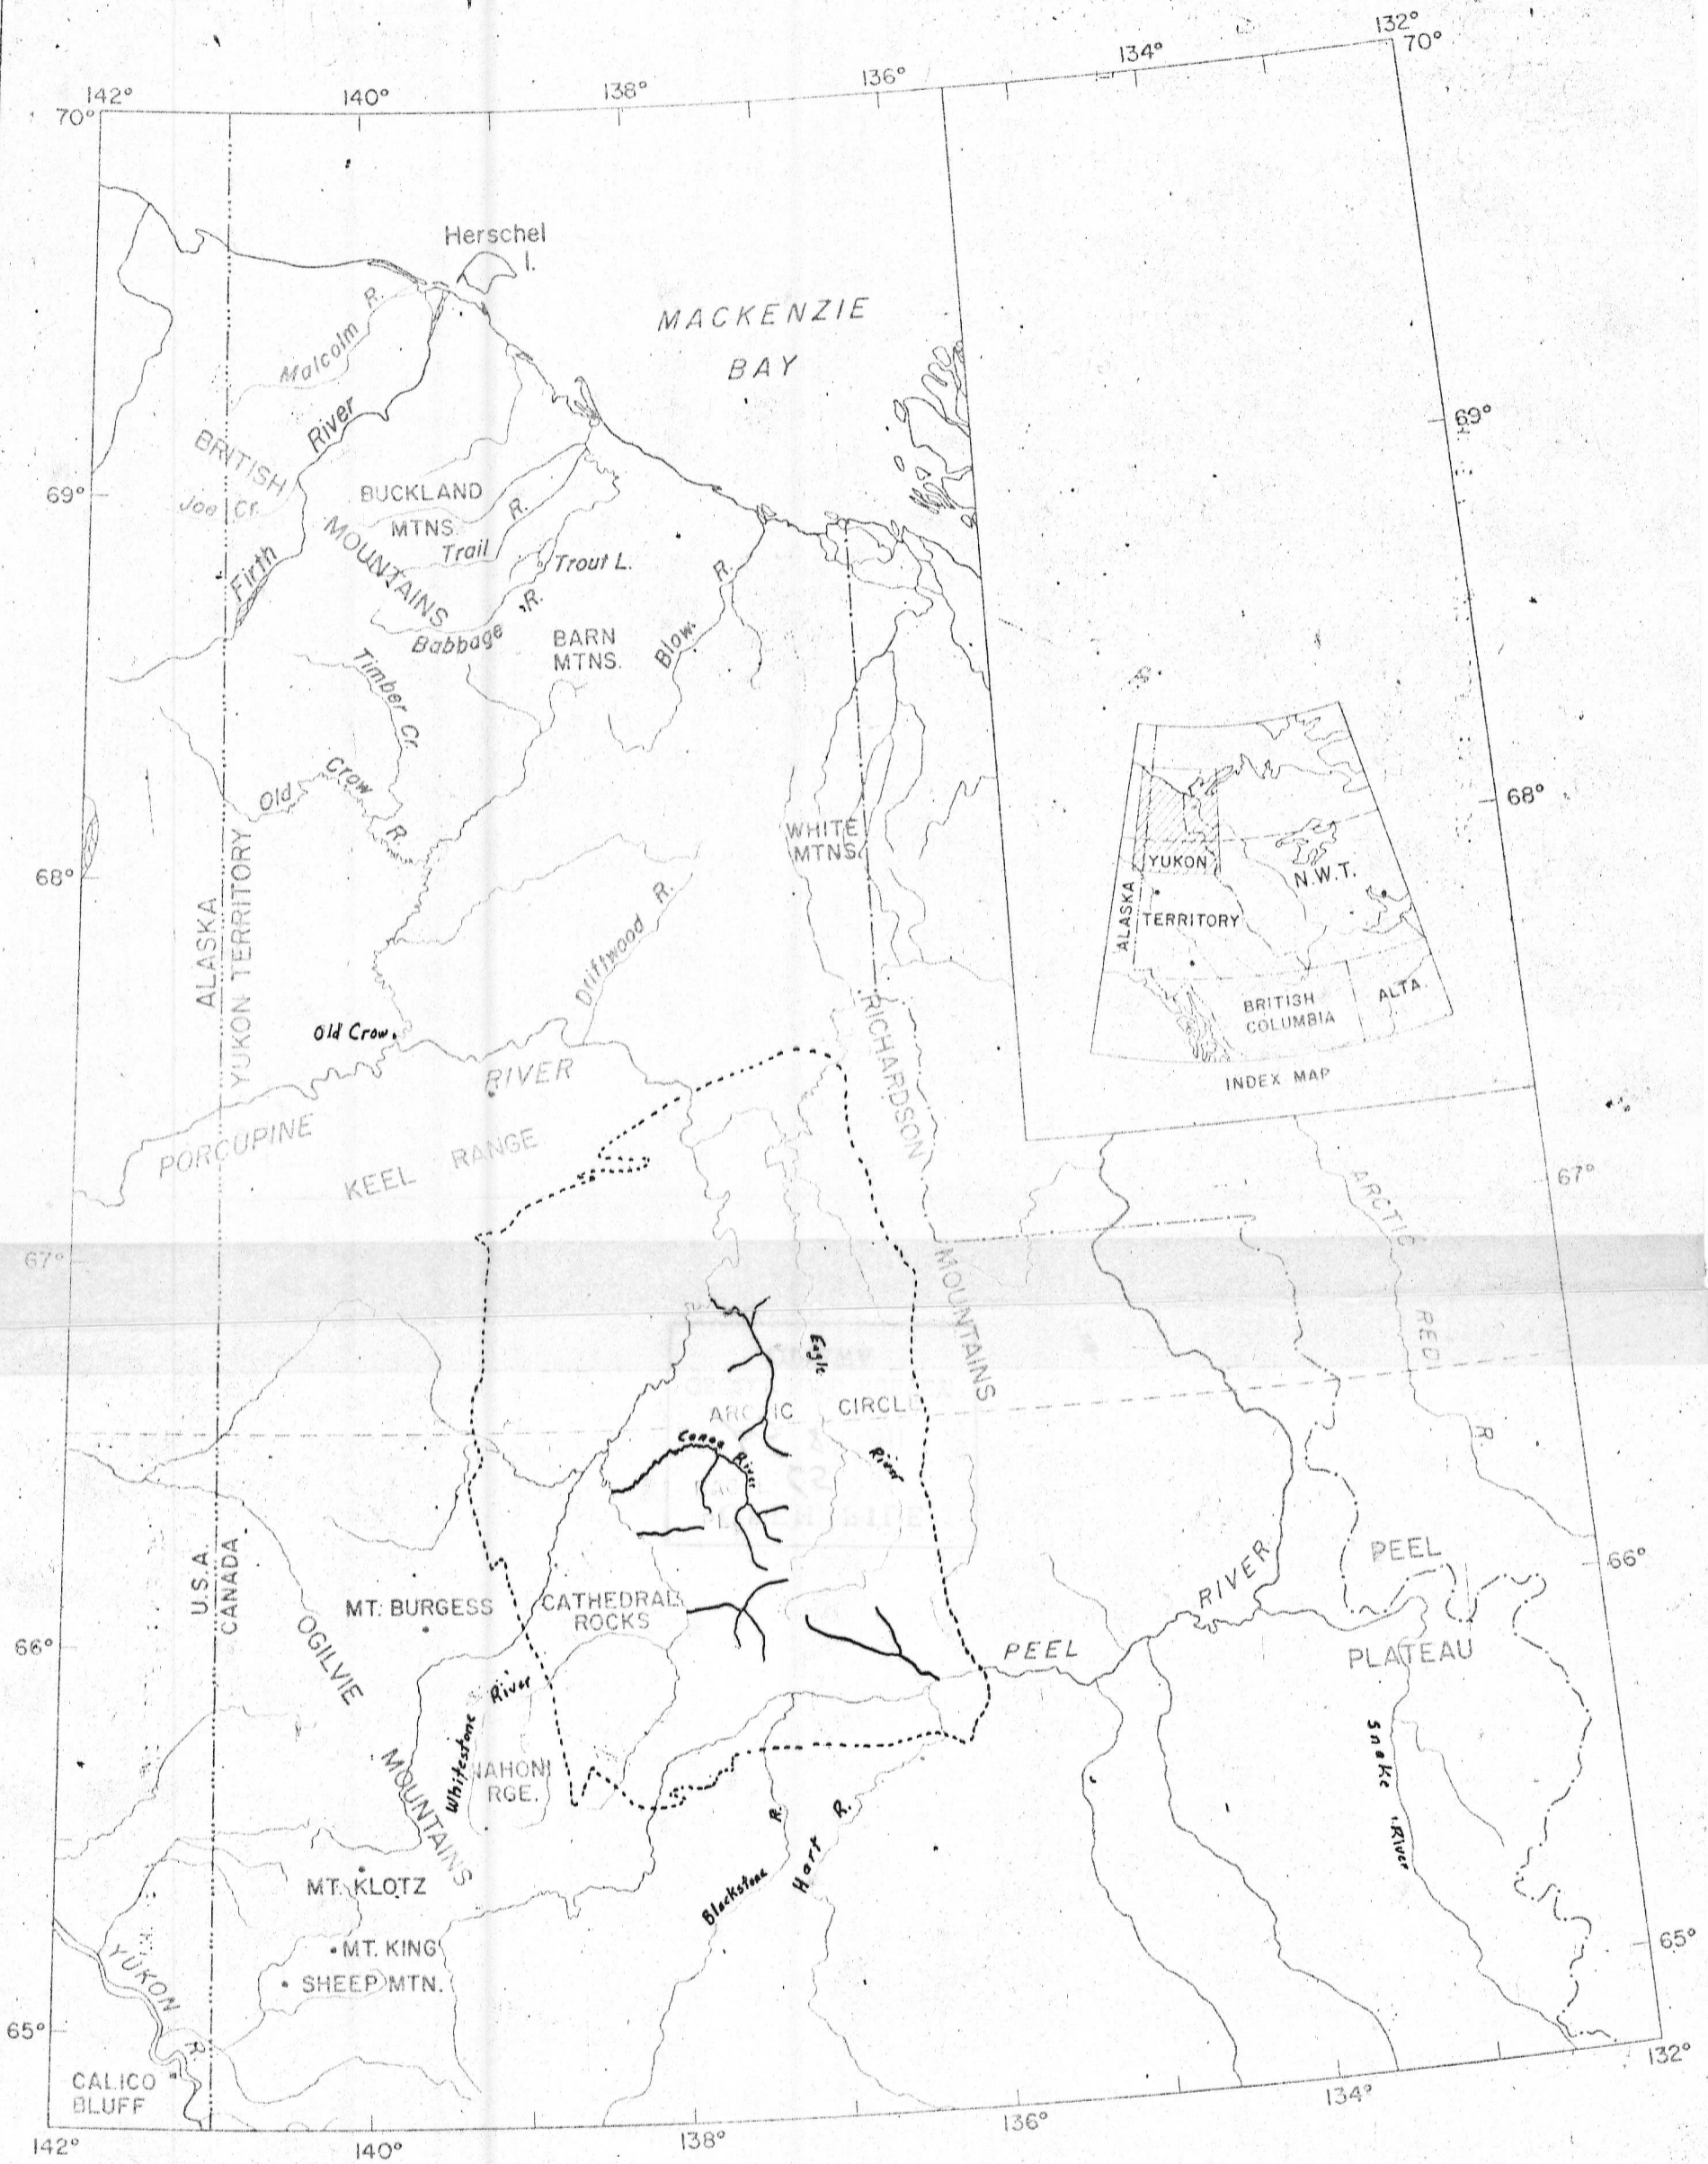 142°
140°
138°
136°
134°
132°
70°
70°
Herschel
I.
MACKENZIE
BAY
Malcolm R.
Firth River
BRITISH
MOUNTAINS
Joe Cr.
69°
69°
BUCKLAND
MTNS.
Trail R.
Trout L.
Babbage R.
BARN
MTNS.
Blow R.
Timber Cr.
Old Crow R.
WHITE
MTNS.
68°
68°
ALASKA
YUKON TERRITORY
Driftwood R.
Old Crow
PORCUPINE RIVER
KEEL RANGE
RICHARDSON
MOUNTAINS
YUKON
TERRITORY
ALASKA
N.W.T.
BRITISH
COLUMBIA
ALTA.
INDEX MAP
67°
67°
ARCTIC RED R.
Eagle River
ARCTIC CIRCLE
Canoe River
U.S.A.
CANADA
66°
66°
MT. BURGESS
CATHEDRAL
ROCKS
OGILVIE
MOUNTAINS
Whitestone River
NAHONI
RGE.
PEEL RIVER
PEEL
PLATEAU
Snake River
Blackstone R.
Hart R.
MT. KLOTZ
MT. KING
SHEEP MTN.
YUKON R.
65°
65°
CALICO
BLUFF
142°
140°
138°
136°
134°
132°